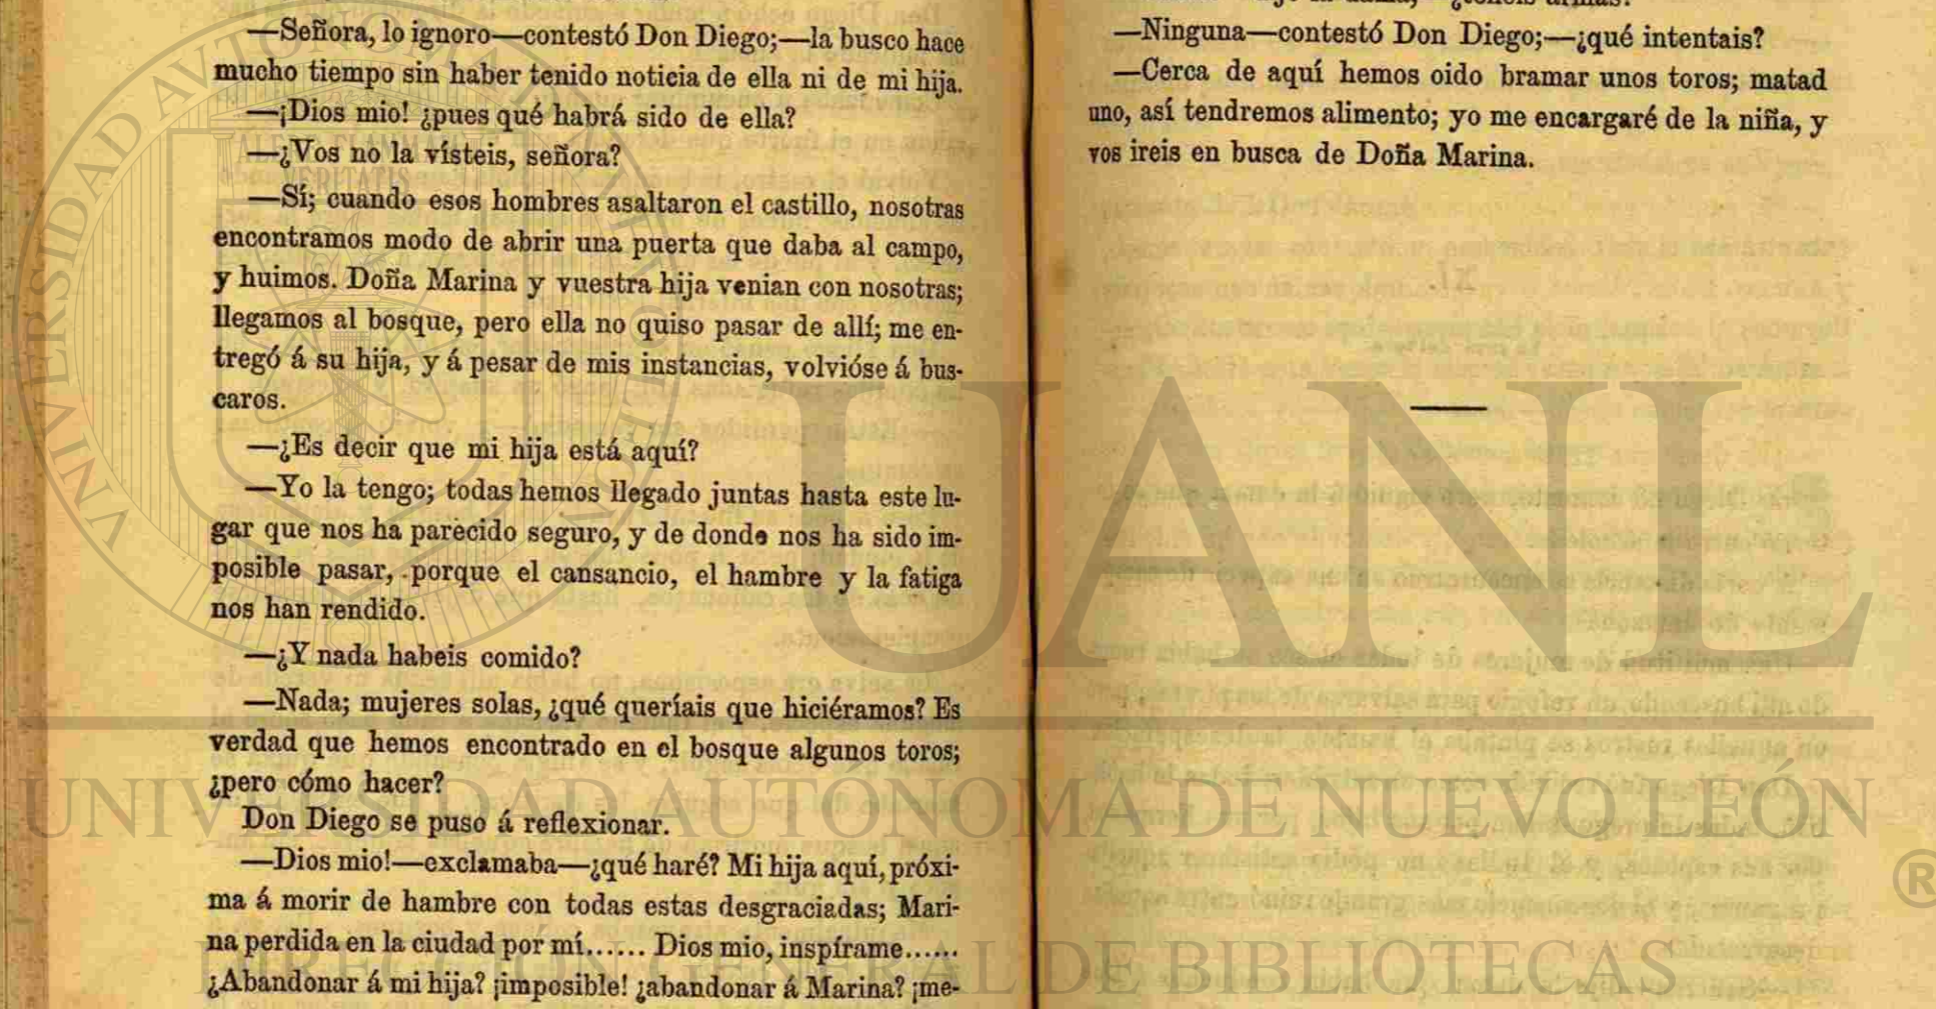 —Señora, lo ignoro—contestó Don Diego;—la busco hace
mucho tiempo sin haber tenido noticia de ella ni de mi hija.
—¡Dios mio! ¿pues qué habrá sido de ella?
—¿Vos no la vísteis, señora?
—Sí; cuando esos hombres asaltaron el castillo, nosotras
encontramos modo de abrir una puerta que daba al campo,
y huimos. Doña Marina y vuestra hija venian con nosotras;
llegamos al bosque, pero ella no quiso pasar de allí; me en-
tregó á su hija, y á pesar de mis instancias, volvióse á bus-
caros.
—¿Es decir que mi hija está aquí?
—Yo la tengo; todas hemos llegado juntas hasta este lu-
gar que nos ha parecido seguro, y de donde nos ha sido im-
posible pasar, porque el cansancio, el hambre y la fatiga
nos han rendido.
—¿Y nada habeis comido?
—Nada; mujeres solas, ¿qué queríais que hiciéramos? Es
verdad que hemos encontrado en el bosque algunos toros;
¿pero cómo hacer?
Don Diego se puso á reflexionar.
—Dios mio!—exclamaba—¿qué haré? Mi hija aquí, próxi-
ma á morir de hambre con todas estas desgraciadas; Mari-
na perdida en la ciudad por mí...... Dios mio, inspírame......
¿Abandonar á mi hija? ¡imposible! ¿abandonar á Marina? ¡me-
—Ninguna—contestó Don Diego;—¿qué intentais?
—Cerca de aquí hemos oido bramar unos toros; matad
uno, así tendremos alimento; yo me encargaré de la niña, y
vos ireis en busca de Doña Marina.
UANL
UNIVERSIDAD AUTÓNOMA DE NUEVO LEÓN
®
DIRECCIÓN GENERAL DE BIBLIOTECAS